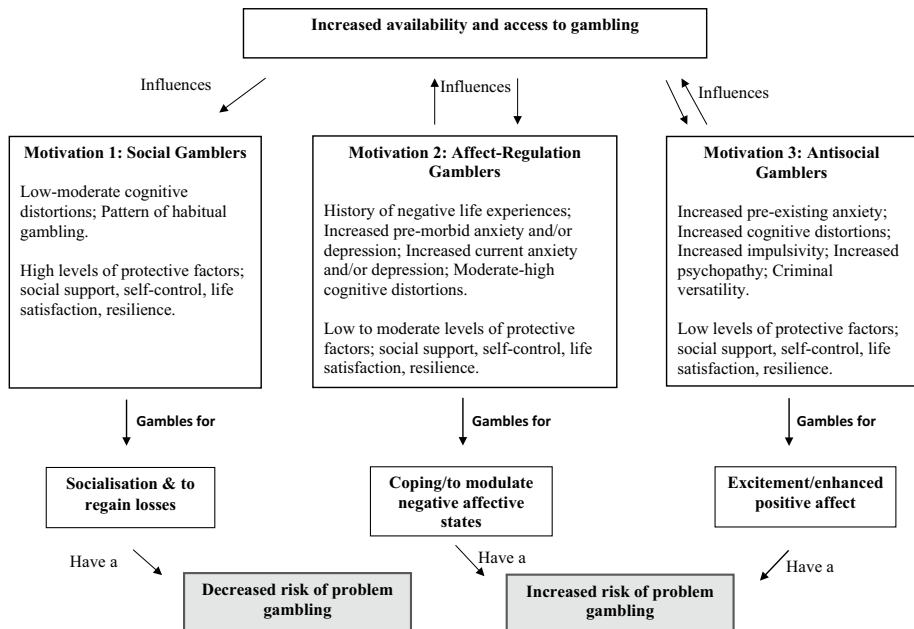 Increased availability and access to gambling
Influences
Influences
Influences
Motivation 1: Social Gamblers
Low-moderate cognitive
distortions; Pattern of habitual
gambling.
High levels of protective factors;
social support, self-control, life
satisfaction, resilience.
Motivation 2: Affect-Regulation
Gamblers
History of negative life experiences;
Increased pre-morbid anxiety and/or
depression; Increased current anxiety
and/or depression; Moderate-high
cognitive distortions.
Low to moderate levels of protective
factors; social support, self-control, life
satisfaction, resilience.
Motivation 3: Antisocial
Gamblers
Increased pre-existing anxiety;
Increased cognitive distortions;
Increased impulsivity; Increased
psychopathy; Criminal
versatility.
Low levels of protective factors;
social support, self-control, life
satisfaction, resilience.
Gambles for
Gambles for
Gambles for
Socialisation & to
regain losses
Coping/to modulate
negative affective
states
Excitement/enhanced
positive affect
Have a
Have a
Have a
Decreased risk of problem
gambling
Increased risk of problem
gambling